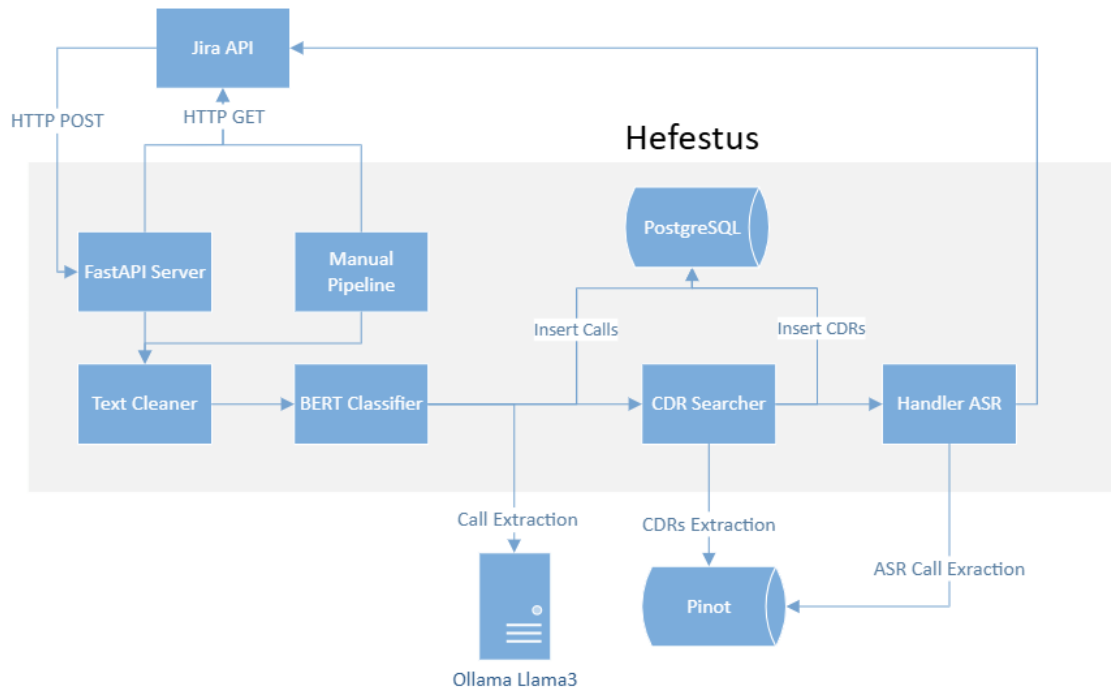 Jira API
HTTP POST
HTTP GET
Hefestus
PostgreSQL
FastAPI Server
Manual
Pipeline
Insert Calls
Insert CDRs
Text Cleaner
BERT Classifier
CDR Searcher
Handler ASR
Call Extraction
CDRs Extraction
ASR Call Exraction
Pinot
Ollama Llama3